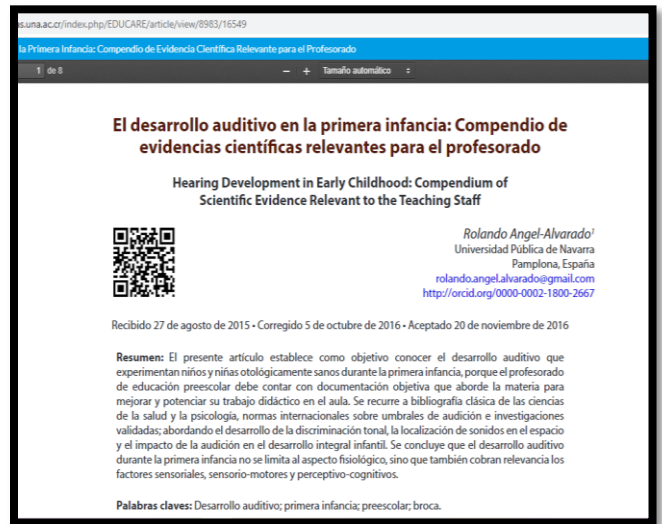 as.una.ac.cr/index.php/EDUCARE/article/view/8983/16549
la Primera Infancia: Compendio de Evidencia Científica Relevante para el Profesorado
1 de 8 − + Tamaño automático
El desarrollo auditivo en la primera infancia: Compendio de
evidencias científicas relevantes para el profesorado
Hearing Development in Early Childhood: Compendium of
Scientific Evidence Relevant to the Teaching Staff
Rolando Angel-Alvarado¹
Universidad Pública de Navarra
Pamplona, España
rolando.angel.alvarado@gmail.com
http://orcid.org/0000-0002-1800-2667
Recibido 27 de agosto de 2015 • Corregido 5 de octubre de 2016 • Aceptado 20 de noviembre de 2016
Resumen: El presente artículo establece como objetivo conocer el desarrollo auditivo que
experimentan niños y niñas otológicamente sanos durante la primera infancia, porque el profesorado
de educación preescolar debe contar con documentación objetiva que aborde la materia para
mejorar y potenciar su trabajo didáctico en el aula. Se recurre a bibliografía clásica de las ciencias
de la salud y la psicología, normas internacionales sobre umbrales de audición e investigaciones
validadas; abordando el desarrollo de la discriminación tonal, la localización de sonidos en el espacio
y el impacto de la audición en el desarrollo integral infantil. Se concluye que el desarrollo auditivo
durante la primera infancia no se limita al aspecto fisiológico, sino que también cobran relevancia los
factores sensoriales, sensorio-motores y perceptivo-cognitivos.
Palabras claves: Desarrollo auditivo; primera infancia; preescolar; broca.